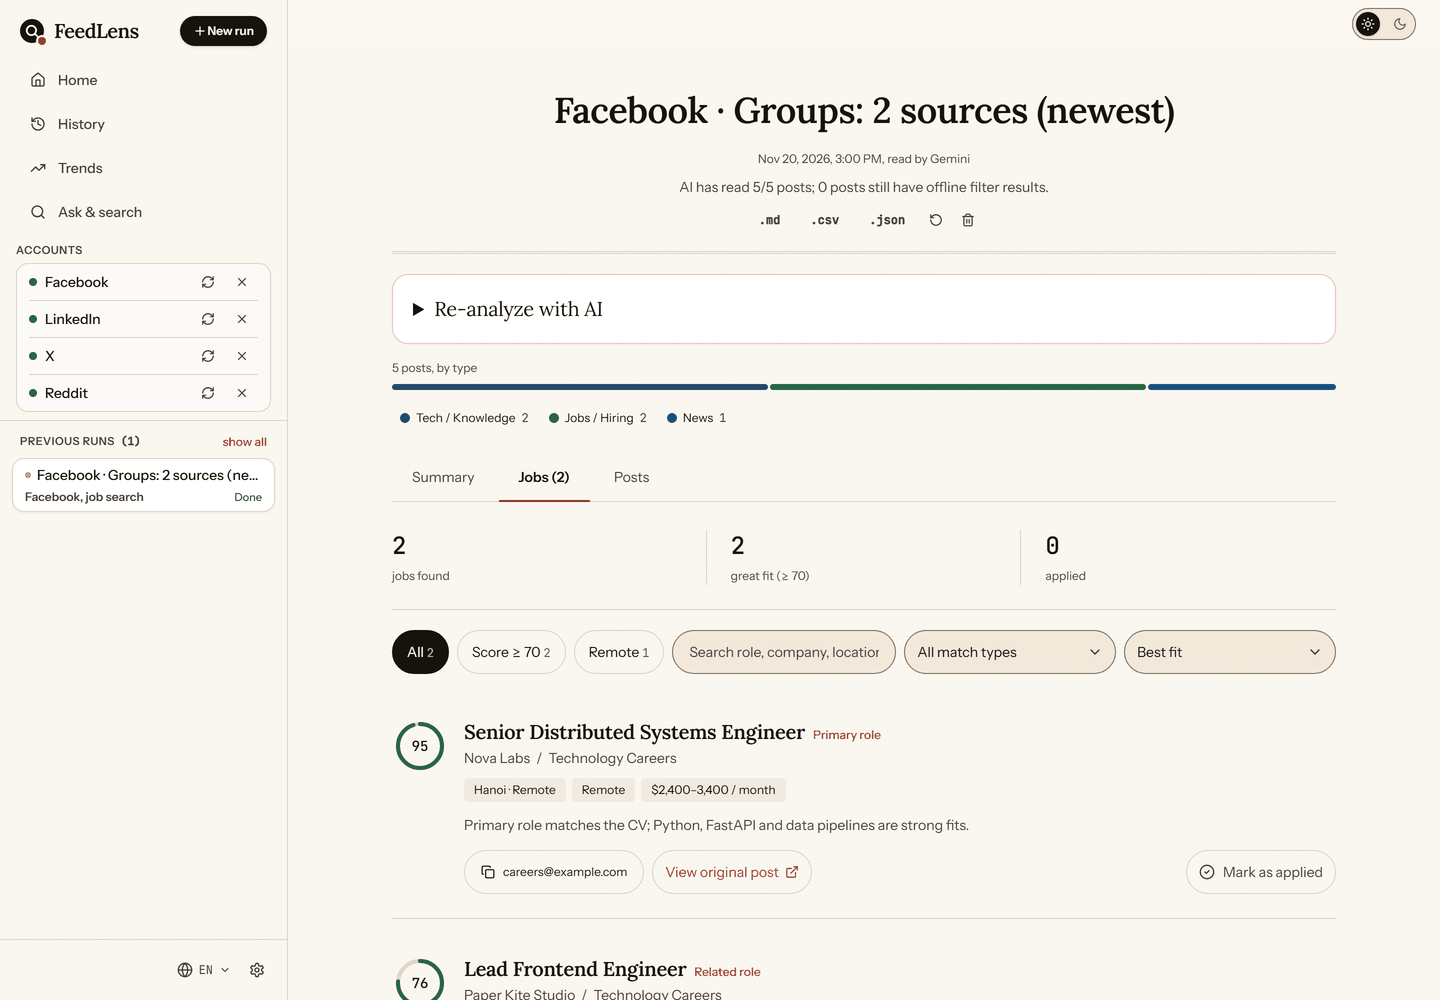 FeedLens
+ New run
Home
History
Trends
Ask & search
ACCOUNTS
Facebook
LinkedIn
X
Reddit
PREVIOUS RUNS (1)
show all
Facebook · Groups: 2 sources (ne...
Facebook, job search
Done
EN
Facebook · Groups: 2 sources (newest)
Nov 20, 2026, 3:00 PM, read by Gemini
AI has read 5/5 posts; 0 posts still have offline filter results.
.md .csv .json
Re-analyze with AI
5 posts, by type
Tech / Knowledge 2 Jobs / Hiring 2 News 1
Summary Jobs (2) Posts
2
jobs found
2
great fit (≥ 70)
0
applied
All 2
Score ≥ 70 2
Remote 1
Search role, company, location
All match types
Best fit
95
Senior Distributed Systems Engineer Primary role
Nova Labs / Technology Careers
Hanoi · Remote
Remote
$2,400–3,400 / month
Primary role matches the CV; Python, FastAPI and data pipelines are strong fits.
careers@example.com
View original post
Mark as applied
76
Lead Frontend Engineer Related role
Paper Kite Studio / Technology Careers